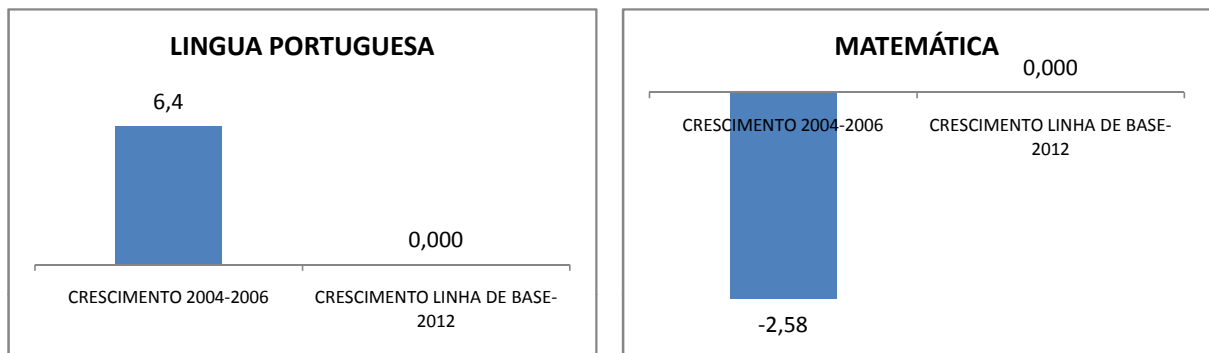 LINGUA PORTUGUESA
6,4
0,000
CRESCIMENTO 2004-2006
CRESCIMENTO LINHA DE BASE-
2012
MATEMÁTICA
0,000
CRESCIMENTO 2004-2006
CRESCIMENTO LINHA DE BASE-
2012
-2,58